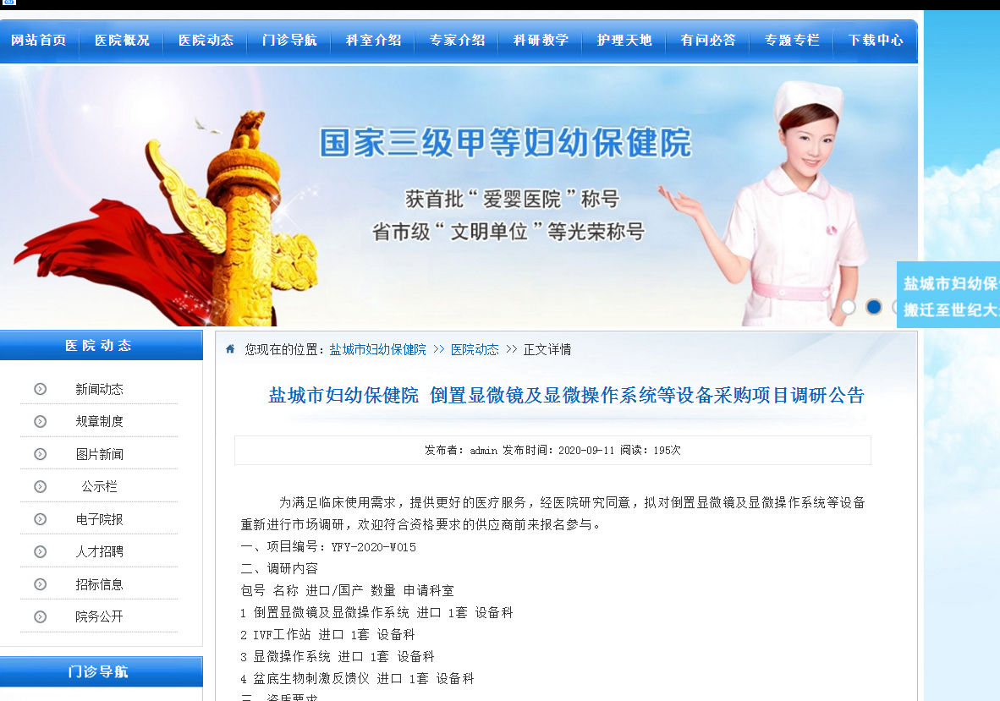 网站首页 医院概况 医院动态 门诊导航 科室介绍 专家介绍 科研教学 护理天地 有问必答 专题专栏 下载中心
国家三级甲等妇幼保健院
获首批“爱婴医院”称号
省市级“文明单位”等光荣称号
盐城市妇幼保
搬迁至世纪大
医院动态
新闻动态
规章制度
图片新闻
公示栏
电子院报
人才招聘
招标信息
院务公开
门诊导航
您现在的位置：盐城市妇幼保健院 >> 医院动态 >> 正文详情
盐城市妇幼保健院 倒置显微镜及显微操作系统等设备采购项目调研公告
发布者：admin 发布时间：2020-09-11 阅读：195次
为满足临床使用需求，提供更好的医疗服务，经医院研究同意，拟对倒置显微镜及显微操作系统等设备
重新进行市场调研，欢迎符合资格要求的供应商前来报名参与。
一、项目编号：YFY-2020-W015
二、调研内容
包号 名称 进口/国产 数量 申请科室
1 倒置显微镜及显微操作系统 进口 1套 设备科
2 IVF工作站 进口 1套 设备科
3 显微操作系统 进口 1套 设备科
4 盆底生物刺激反馈仪 进口 1套 设备科
三、资质要求